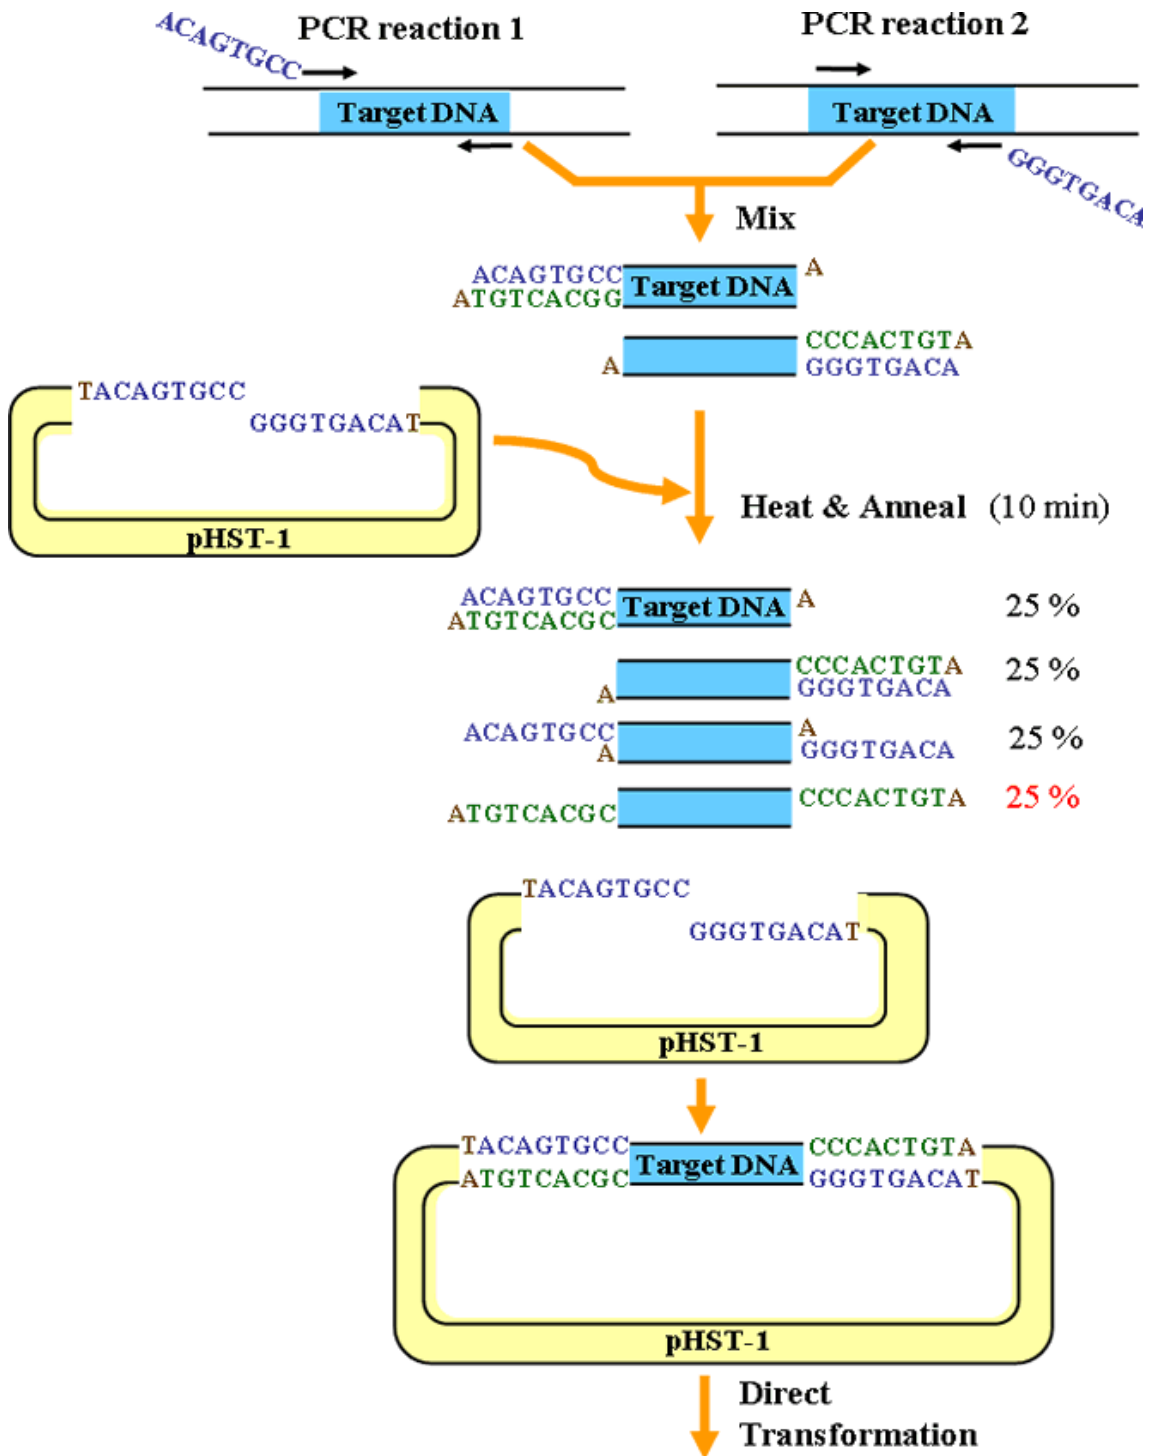 PCR reaction 1
PCR reaction 2
ACAGTGCC
Target DNA
Target DNA
GGGTGACA
Mix
ACAGTGCC Target DNA A
ATGTCACGG
CCCACTGTA
A GGGTGACA
TACAGTGCC
GGGTGACAT
pHST-1
Heat & Anneal (10 min)
ACAGTGCC Target DNA A 25 %
ATGTCACGC
CCCACTGTA 25 %
A GGGTGACA
ACAGTGCC A 25 %
A GGGTGACA
CCCACTGTA 25 %
ATGTCACGC
TACAGTGCC
GGGTGACAT
pHST-1
TACAGTGCC Target DNA CCCACTGTA
ATGTCACGC GGGTGACAT
pHST-1
Direct
Transformation